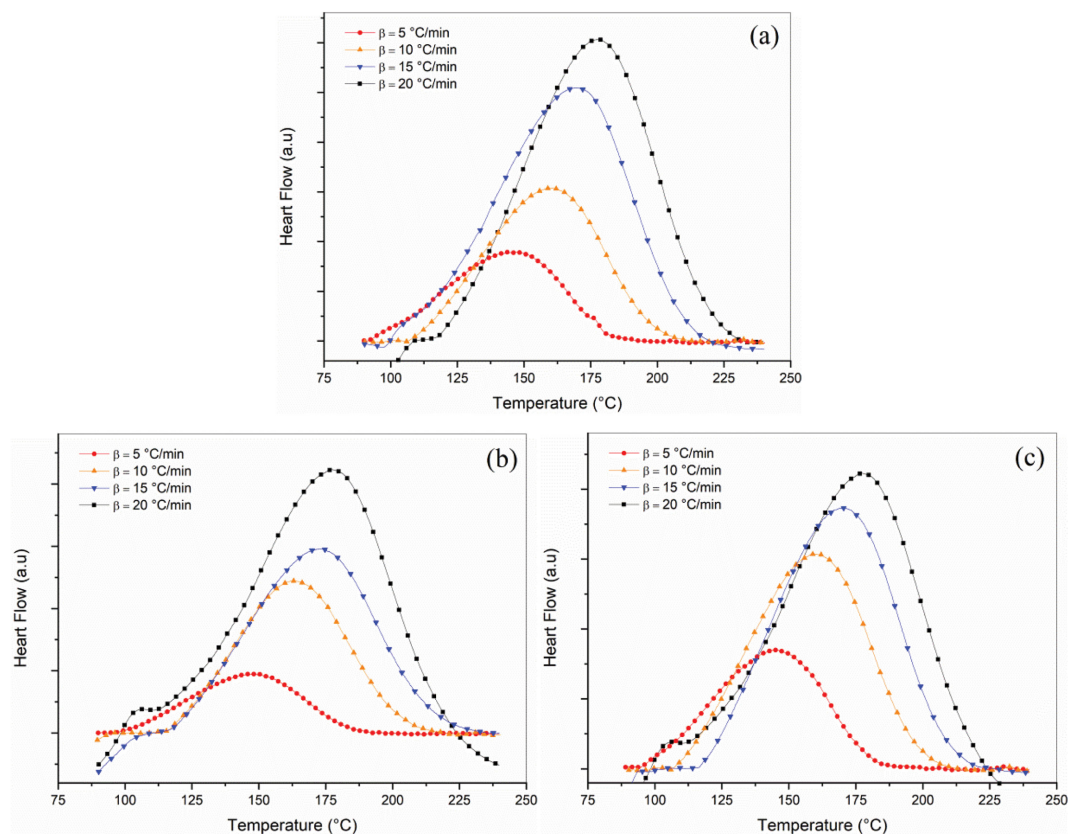 (a)
β = 5 °C/min
β = 10 °C/min
β = 15 °C/min
β = 20 °C/min
Heart Flow (a.u)
75 100 125 150 175 200 225 250
Temperature (°C)
(b)
β = 5 °C/min
β = 10 °C/min
β = 15 °C/min
β = 20 °C/min
Heart Flow (a.u)
75 100 125 150 175 200 225 250
Temperature (°C)
(c)
β = 5 °C/min
β = 10 °C/min
β = 15 °C/min
β = 20 °C/min
Heart Flow (a.u)
75 100 125 150 175 200 225 250
Temperature (°C)